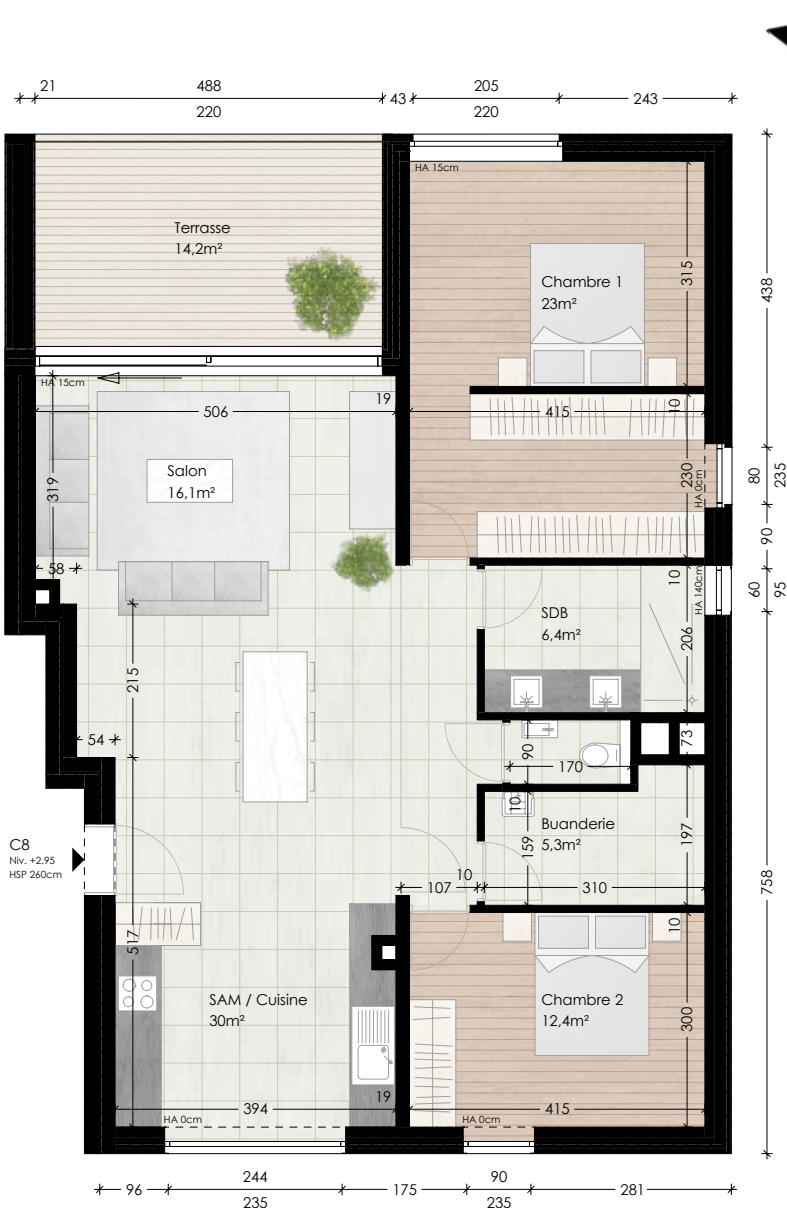 21
488
220
43
205
220
243
HA 15cm
Terrasse
14,2m²
Chambre 1
23m²
315
438
HA 15cm
506
19
415
10
Salon
16,1m²
319
230
HA 0cm
80
235
90
58
10
HA 140cm
60
95
SDB
6,4m²
206
215
54
90
170
73
10
Buanderie
5,3m²
159
197
C8
Niv. +2.95
HSP 260cm
107
10
310
758
517
10
SAM / Cuisine
30m²
Chambre 2
12,4m²
300
394
19
415
HA 0cm
HA 0cm
96
244
235
175
90
235
281